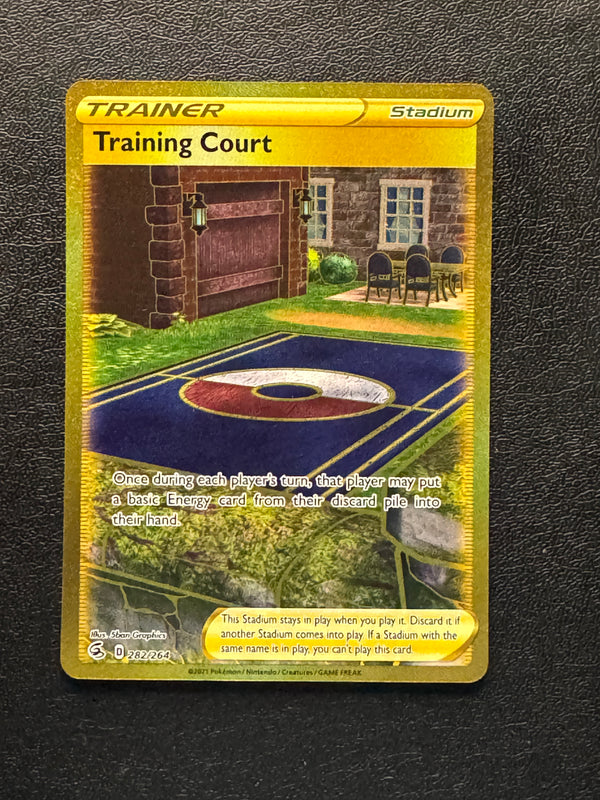 TRAINER
Stadium
Training Court
Once during each player's turn, that player may put
a basic Energy card from their discard pile into
their hand.
Illus. 5ban Graphics
This Stadium stays in play when you play it. Discard it if
another Stadium comes into play. If a Stadium with the
same name is in play, you can't play this card.
282/264
©2021 Pokémon / Nintendo / Creatures / GAME FREAK